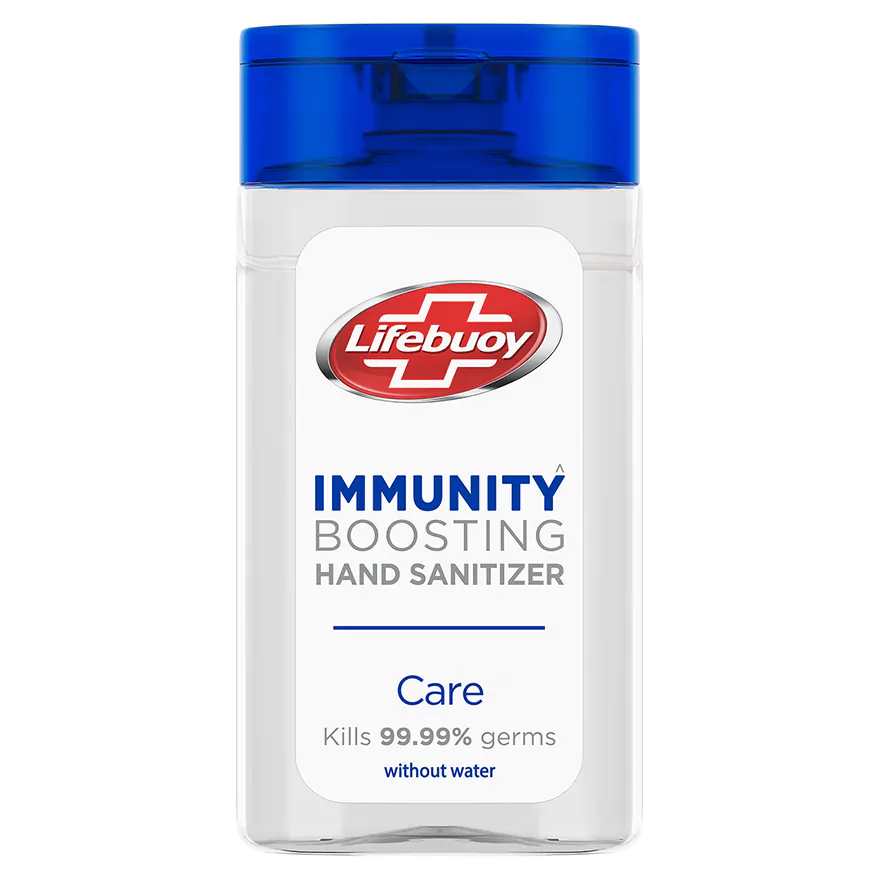 Lifebuoy
IMMUNITY^
BOOSTING
HAND SANITIZER
Care
Kills 99.99% germs
without water